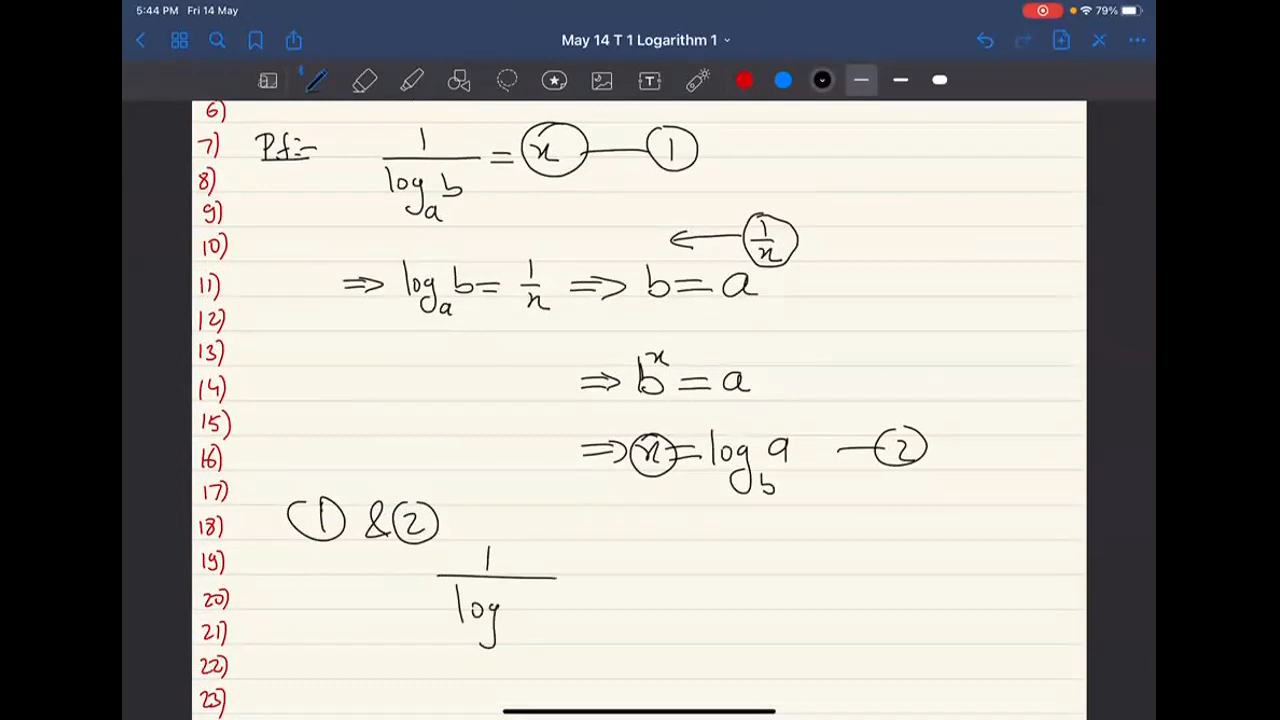 5:44 PM Fri 14 May 79%
May 14 T 1 Logarithm 1
6)
7) Pf:- 1/log_a b = x — ①
8)
9)
10) ← 1/x
11) ⇒ log_a b = 1/x ⇒ b = a
12)
13)
14) ⇒ b^x = a
15)
16) ⇒ x = log_b a — ②
17)
18) ① & ②
19) 1
20) log
21)
22)
23)